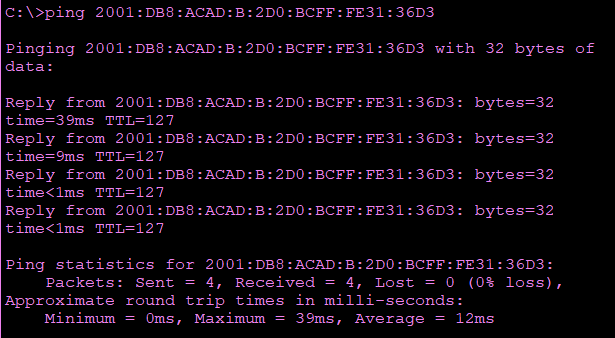 C:\>ping 2001:DB8:ACAD:B:2D0:BCFF:FE31:36D3
Pinging 2001:DB8:ACAD:B:2D0:BCFF:FE31:36D3 with 32 bytes of
data:
Reply from 2001:DB8:ACAD:B:2D0:BCFF:FE31:36D3: bytes=32
time=39ms TTL=127
Reply from 2001:DB8:ACAD:B:2D0:BCFF:FE31:36D3: bytes=32
time=9ms TTL=127
Reply from 2001:DB8:ACAD:B:2D0:BCFF:FE31:36D3: bytes=32
time<1ms TTL=127
Reply from 2001:DB8:ACAD:B:2D0:BCFF:FE31:36D3: bytes=32
time<1ms TTL=127
Ping statistics for 2001:DB8:ACAD:B:2D0:BCFF:FE31:36D3:
    Packets: Sent = 4, Received = 4, Lost = 0 (0% loss),
Approximate round trip times in milli-seconds:
    Minimum = 0ms, Maximum = 39ms, Average = 12ms